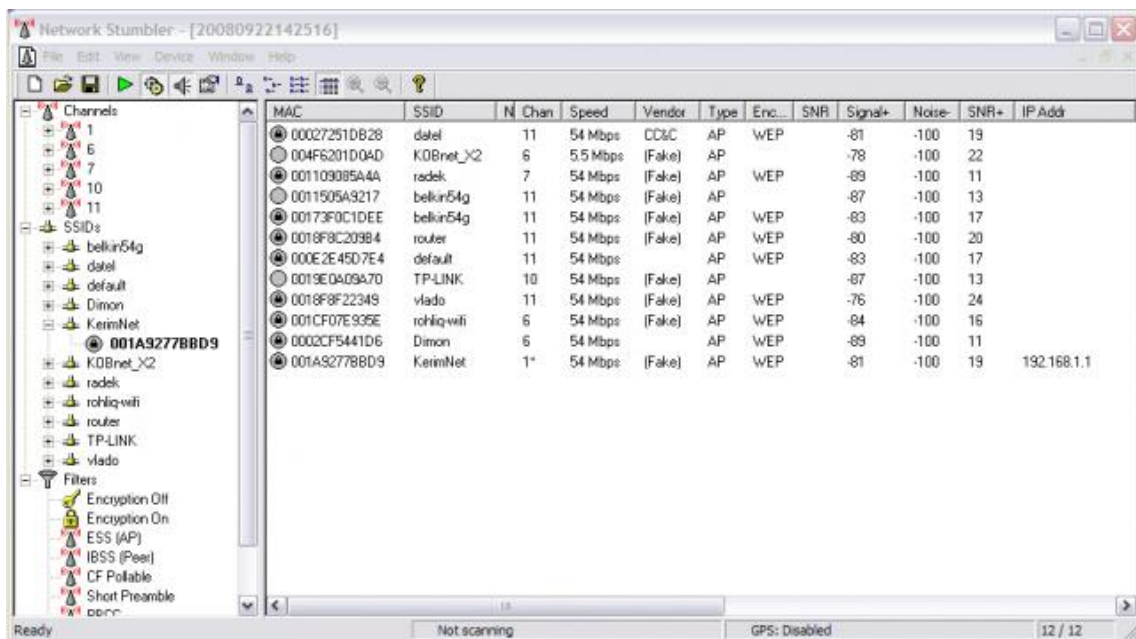 Network Stumbler - [20080922142516]
File Edit View Device Window Help
Channels
1
6
7
10
11
SSIDs
belkin54g
datel
default
Dimon
KerimNet
001A9277BBD9
KOBnet_X2
radek
rohliq-wifi
router
TP-LINK
vlado
Filters
Encryption Off
Encryption On
ESS (AP)
IBSS (Peer)
CF Pollable
Short Preamble
PBCC
MAC SSID N Chan Speed Vendor Type Enc... SNR Signal+ Noise- SNR+ IP Addr
00027251DB28 datel 11 54 Mbps CC&C AP WEP -81 -100 19
004F6201D0AD KOBnet_X2 6 5.5 Mbps (Fake) AP -78 -100 22
001109085A4A radek 7 54 Mbps (Fake) AP WEP -89 -100 11
0011505A9217 belkin54g 11 54 Mbps (Fake) AP -87 -100 13
00173F0C1DEE belkin54g 11 54 Mbps (Fake) AP WEP -83 -100 17
0018F8C209B4 router 11 54 Mbps (Fake) AP WEP -80 -100 20
000E2E45D7E4 default 11 54 Mbps AP WEP -83 -100 17
0019E0A09A70 TP-LINK 10 54 Mbps (Fake) AP -87 -100 13
0018F8F22349 vlado 11 54 Mbps (Fake) AP WEP -76 -100 24
001CF07E935E rohliq-wifi 6 54 Mbps (Fake) AP WEP -84 -100 16
0002CF5441D6 Dimon 6 54 Mbps AP WEP -89 -100 11
001A9277BBD9 KerimNet 1* 54 Mbps (Fake) AP WEP -81 -100 19 192.168.1.1
Ready Not scanning GPS: Disabled 12 / 12